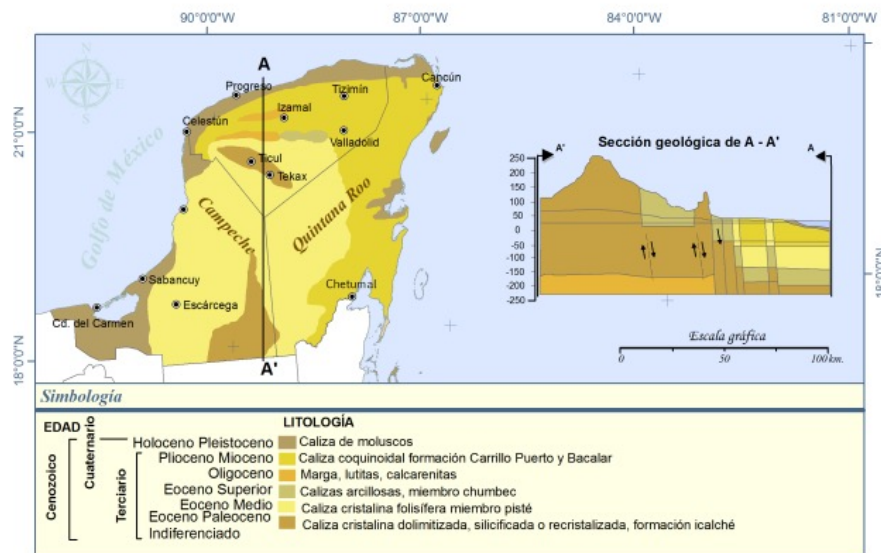 90°0'0"W 87°0'0"W 84°0'0"W 81°0'0"W
N
W E
S
A
Cancún
Progreso
Tizimín
Izamal
21°0'0"N
Celestún
Valladolid
Golfo de México
Ticul
Tekax
Campeche
Quintana Roo
Sabancuy
Chetumal
Escárcega
Cd. del Carmen
18°0'0"N
A'
Sección geológica de A - A'
A' A
250
200
150
100
50
0
-50
-100
-150
-200
-250
18°0'0"N
Escala gráfica
0 50 100 km.
Simbología
EDAD LITOLOGÍA
Cenozoico
Cuaternario
Terciario
Holoceno Pleistoceno Caliza de moluscos
Plioceno Mioceno Caliza coquinoidal formación Carrillo Puerto y Bacalar
Oligoceno Marga, lutitas, calcarenitas
Eoceno Superior Calizas arcillosas, miembro chumbec
Eoceno Medio Caliza cristalina folisífera miembro pisté
Eoceno Paleoceno Caliza cristalina dolimitizada, silicificada o recristalizada, formación icalché
Indiferenciado